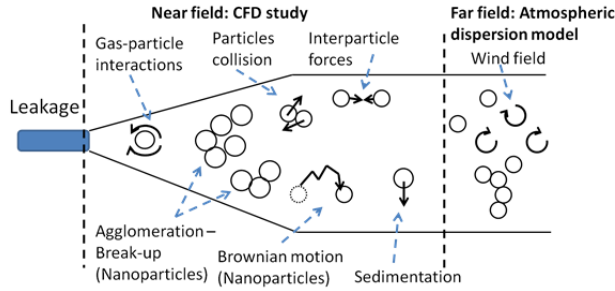 Near field: CFD study
Far field: Atmospheric
dispersion model
Gas-particle
interactions
Particles
collision
Interparticle
forces
Wind field
Leakage
Agglomeration –
Break-up
(Nanoparticles)
Brownian motion
(Nanoparticles)
Sedimentation